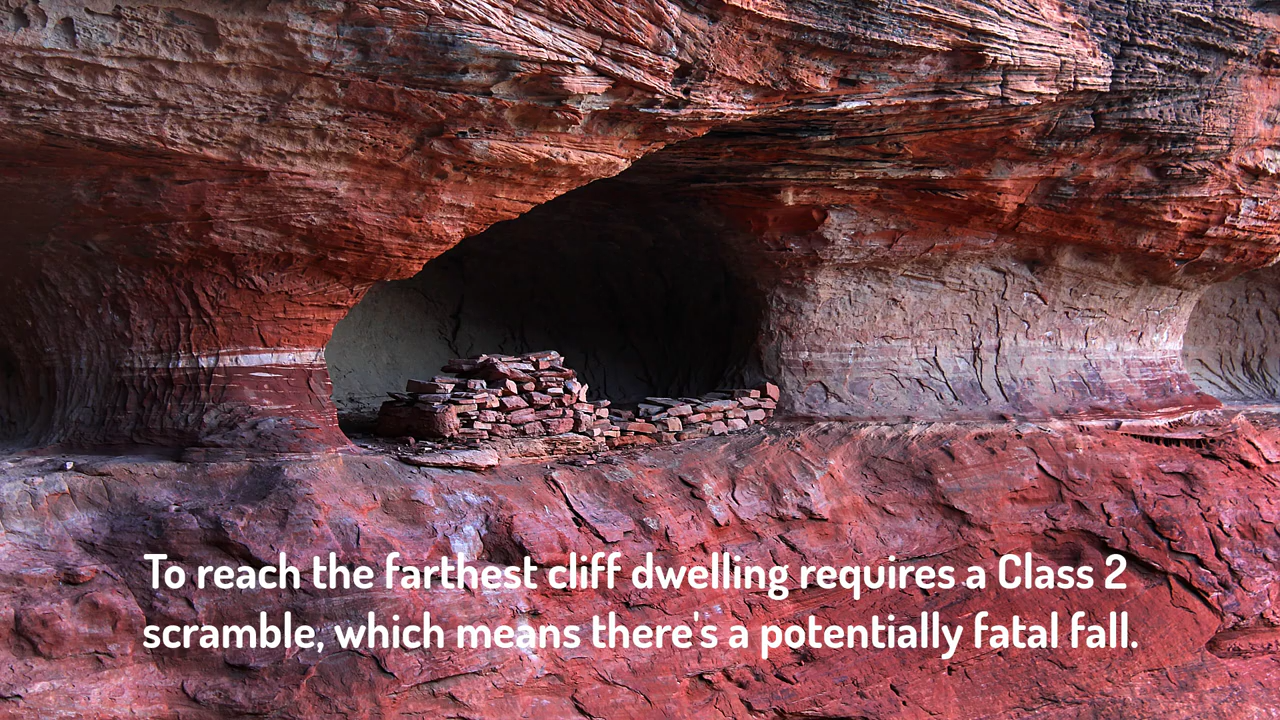 To reach the farthest cliff dwelling requires a Class 2
scramble, which means there's a potentially fatal fall.